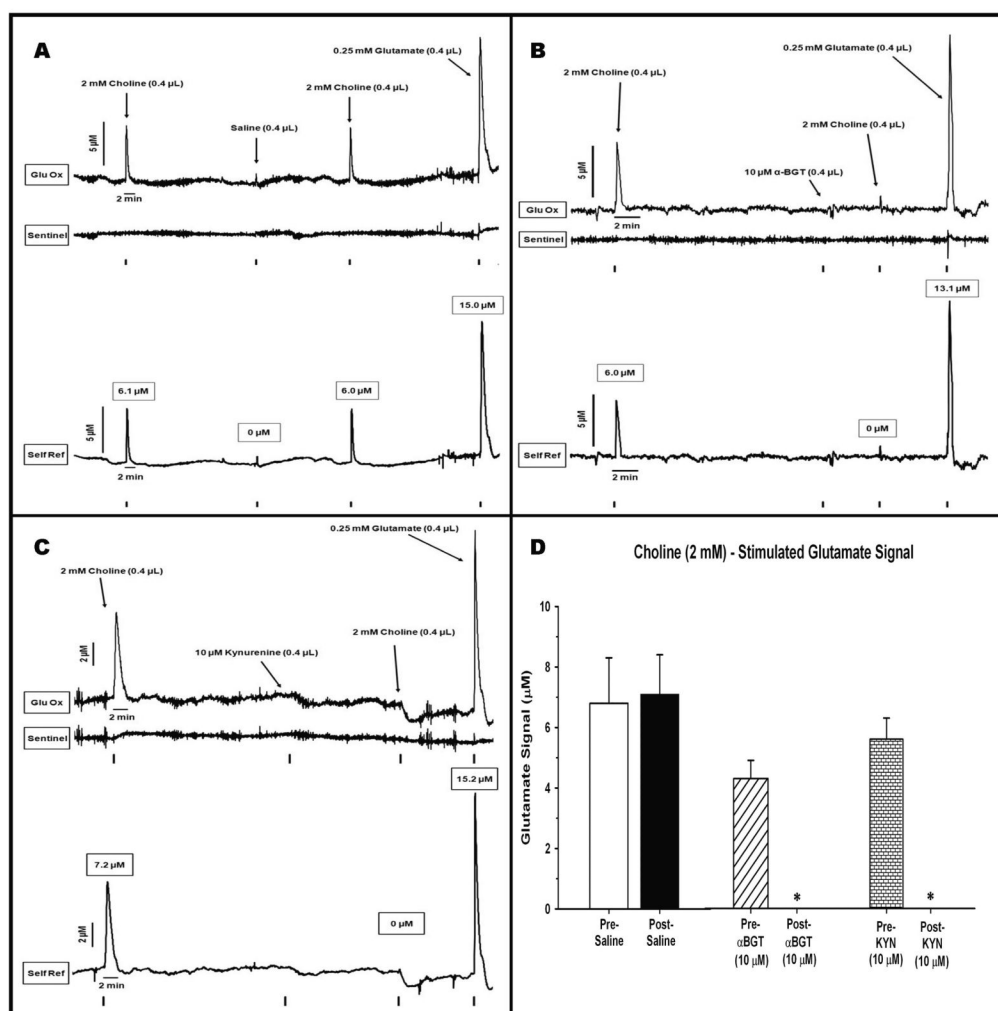 A
0.25 mM Glutamate (0.4 µL)
2 mM Choline (0.4 µL)
2 mM Choline (0.4 µL)
Saline (0.4 µL)
5 µM
Glu Ox
2 min
Sentinel
15.0 µM
6.1 µM
6.0 µM
0 µM
5 µM
Self Ref
2 min
B
0.25 mM Glutamate (0.4 µL)
2 mM Choline (0.4 µL)
2 mM Choline (0.4 µL)
10 µM α-BGT (0.4 µL)
5 µM
Glu Ox
2 min
Sentinel
13.1 µM
6.0 µM
0 µM
5 µM
Self Ref
2 min
C
0.25 mM Glutamate (0.4 µL)
2 mM Choline (0.4 µL)
2 mM Choline (0.4 µL)
10 µM Kynurenine (0.4 µL)
2 µM
Glu Ox
2 min
Sentinel
15.2 µM
7.2 µM
0 µM
2 µM
Self Ref
2 min
D
Choline (2 mM) - Stimulated Glutamate Signal
Glutamate Signal (µM)
10
8
6
4
2
0
*
*
Pre-
Saline
Post-
Saline
Pre-
αBGT
(10 µM)
Post-
αBGT
(10 µM)
Pre-
KYN
(10 µM)
Post-
KYN
(10 µM)